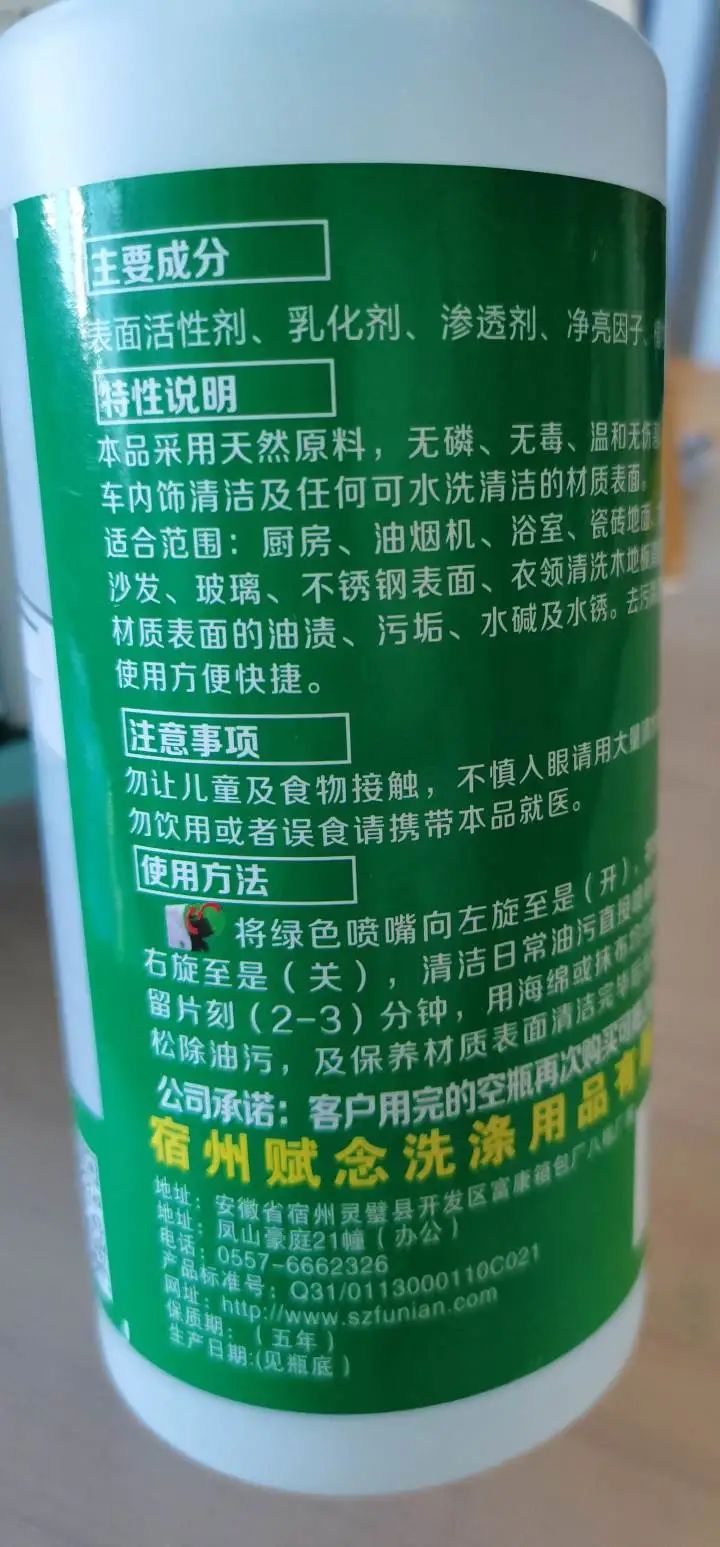 主要成分
表面活性剂、乳化剂、渗透剂、净亮因子、
特性说明
本品采用天然原料，无磷、无毒、温和无伤
车内饰清洁及任何可水洗清洁的材质表面。
适合范围：厨房、油烟机、浴室、瓷砖地面、
沙发、玻璃、不锈钢表面、衣领清洗木地板
材质表面的油渍、污垢、水碱及水锈。去污
使用方便快捷。
注意事项
勿让儿童及食物接触，不慎入眼请用大量清
勿饮用或者误食请携带本品就医。
使用方法
将绿色喷嘴向左旋至是（开），
右旋至是（关），清洁日常油污直接
留片刻（2-3）分钟，用海绵或抹布
松除油污，及保养材质表面清洁完毕
公司承诺：客户用完的空瓶再次购买可
宿州赋念洗涤用品有
地址：安徽省宿州灵璧县开发区富康箱包厂八
地址：凤山豪庭21幢（办公）
电话：0557-6662326
产品标准号：Q31/0113000110C021
网址：http://www.szfunian.com
保质期：（五年）
生产日期:(见瓶底）